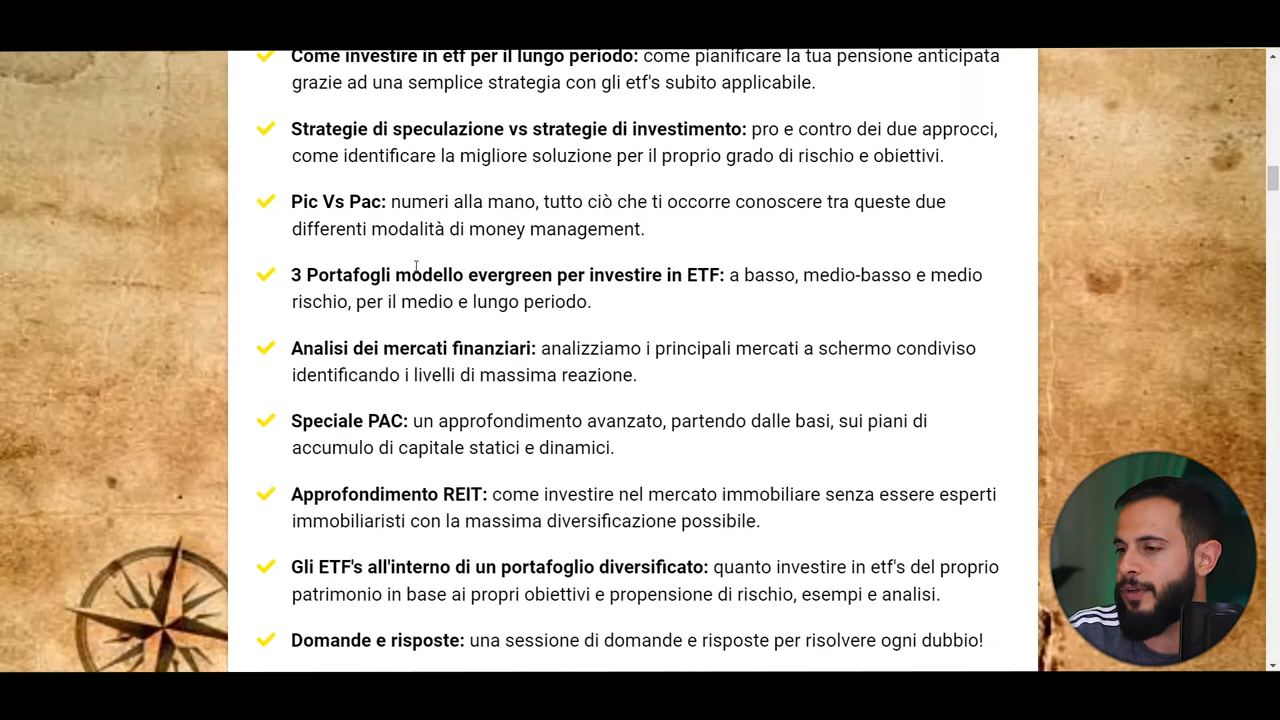 Come investire in etf per il lungo periodo: come pianificare la tua pensione anticipata
grazie ad una semplice strategia con gli etf's subito applicabile.
Strategie di speculazione vs strategie di investimento: pro e contro dei due approcci,
come identificare la migliore soluzione per il proprio grado di rischio e obiettivi.
Pic Vs Pac: numeri alla mano, tutto ciò che ti occorre conoscere tra queste due
differenti modalità di money management.
3 Portafogli modello evergreen per investire in ETF: a basso, medio-basso e medio
rischio, per il medio e lungo periodo.
Analisi dei mercati finanziari: analizziamo i principali mercati a schermo condiviso
identificando i livelli di massima reazione.
Speciale PAC: un approfondimento avanzato, partendo dalle basi, sui piani di
accumulo di capitale statici e dinamici.
Approfondimento REIT: come investire nel mercato immobiliare senza essere esperti
immobiliaristi con la massima diversificazione possibile.
Gli ETF's all'interno di un portafoglio diversificato: quanto investire in etf's del proprio
patrimonio in base ai propri obiettivi e propensione di rischio, esempi e analisi.
Domande e risposte: una sessione di domande e risposte per risolvere ogni dubbio!